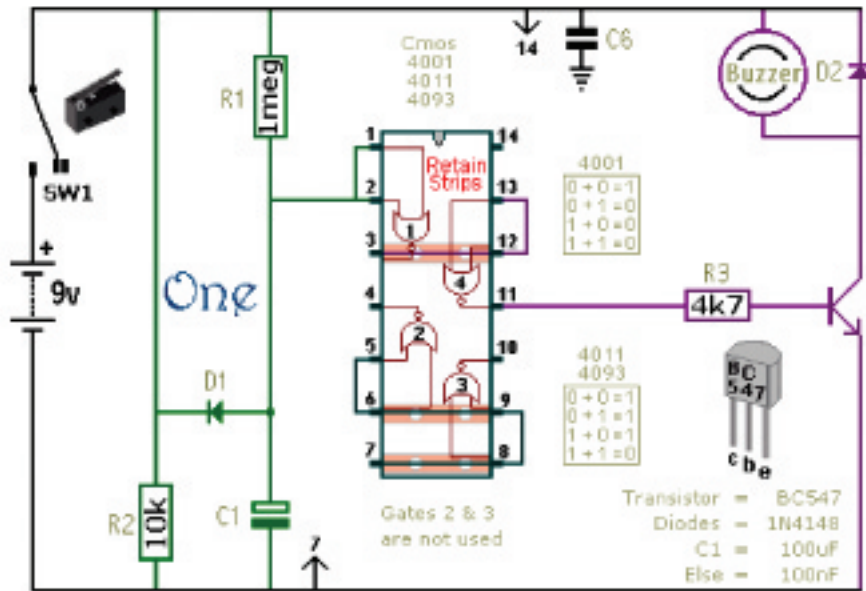 Cmos
4001
4011
4093
14
C6
Buzzer
D2
R1
1meg
SW1
+
9v
One
Retain
Strips
1
2
3
4
5
6
7
14
13
12
11
10
9
8
1
4
2
3
4001
0 + 0 = 1
0 + 1 = 0
1 + 0 = 0
1 + 1 = 0
R3
4k7
4011
4093
0 + 0 = 1
0 + 1 = 1
1 + 0 = 1
1 + 1 = 0
BC
547
c b e
D1
R2
10k
C1
7
Gates 2 & 3
are not used
Transistor = BC547
Diodes = 1N4148
C1 = 100uF
Else = 100nF